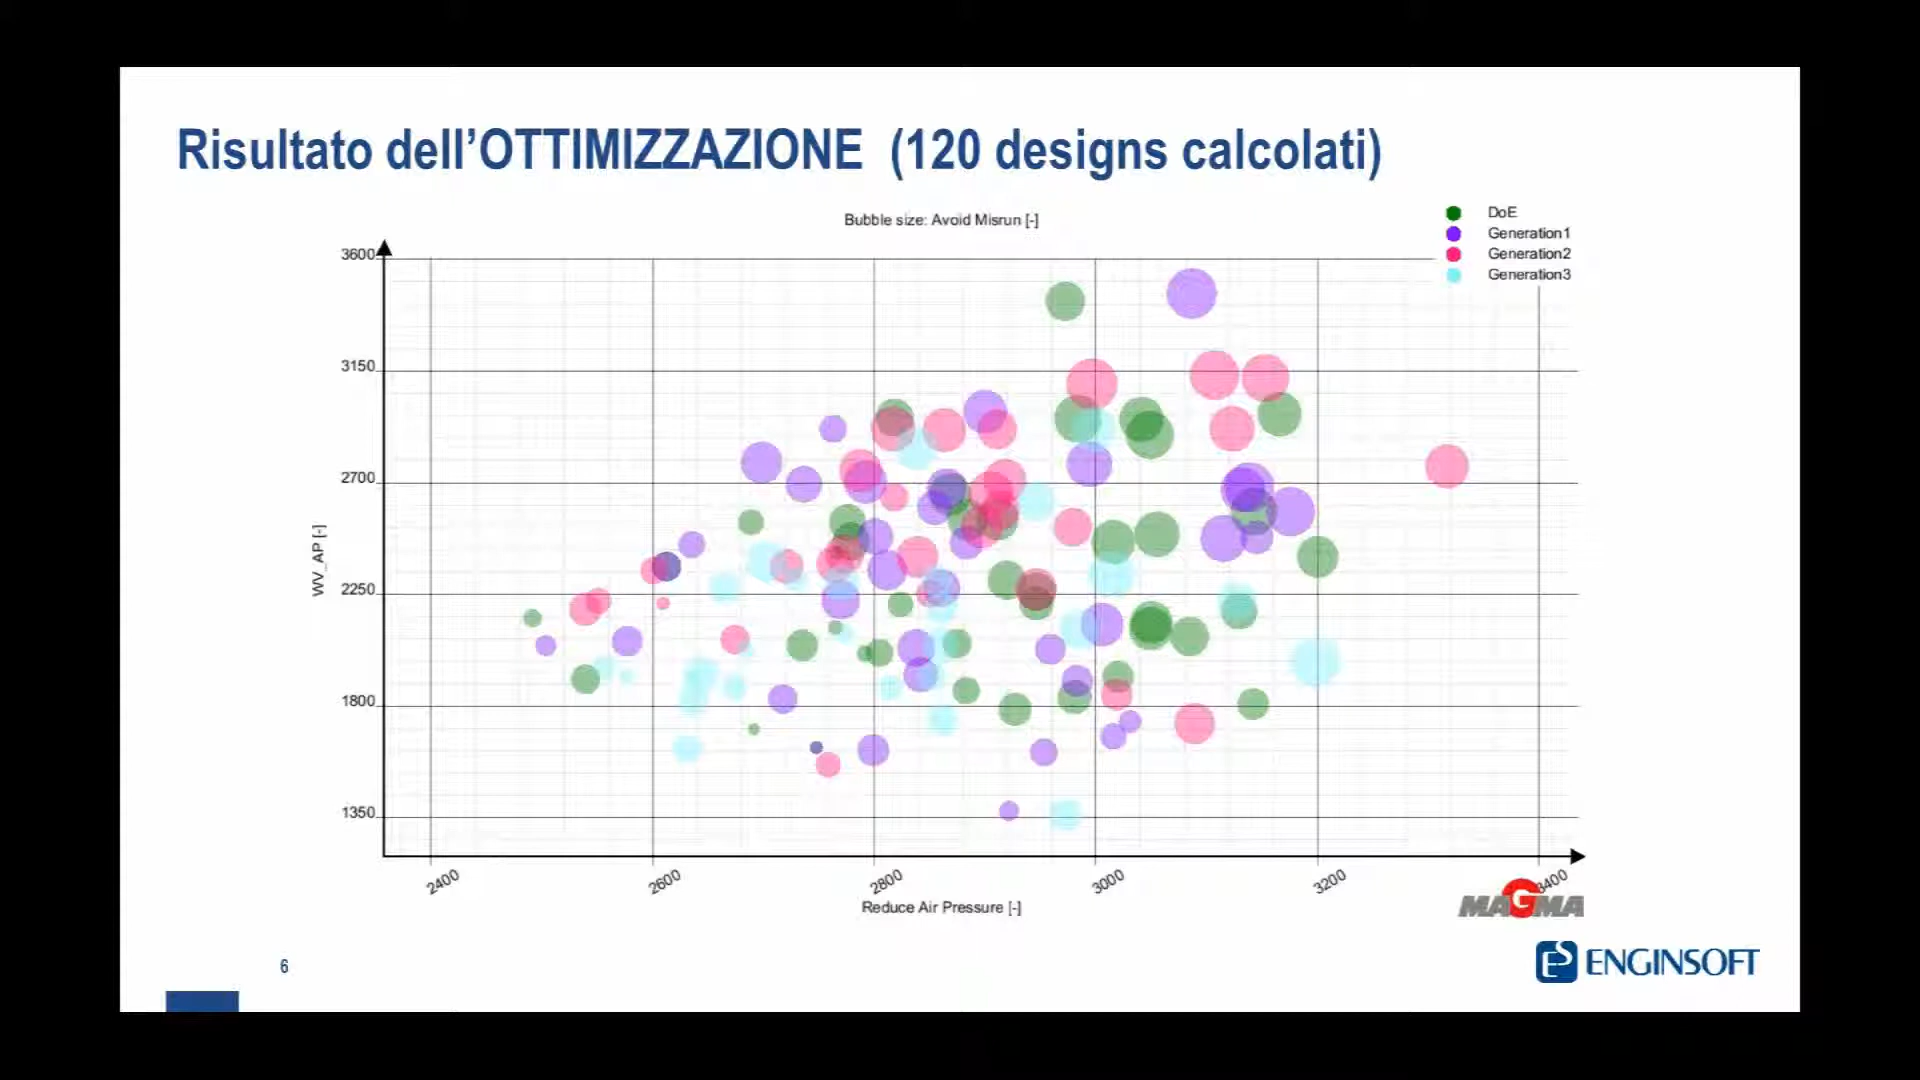 Risultato dell’OTTIMIZZAZIONE (120 designs calcolati)
Bubble size: Avoid Misrun [-]
DoE
Generation1
Generation2
Generation3
3600
3150
2700
2250
1800
1350
WV_AP [-]
2400
2600
2800
3000
3200
3400
Reduce Air Pressure [-]
MAGMA
6
ES ENGINSOFT